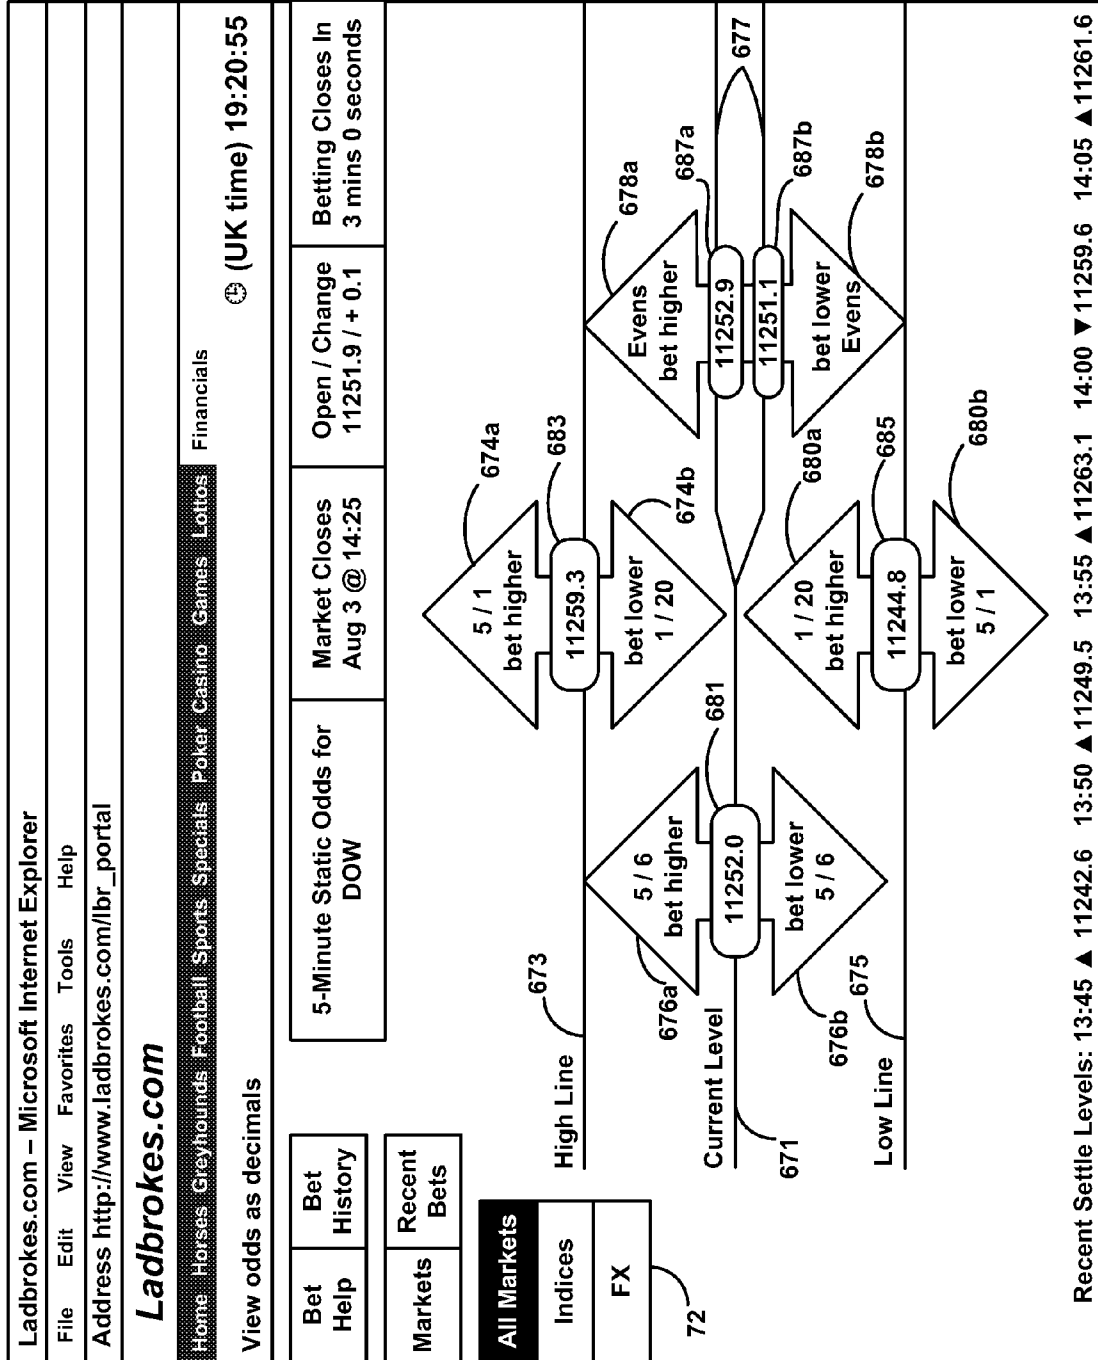 Ladbrokes.com – Microsoft Internet Explorer
File Edit View Favorites Tools Help
Address http://www.ladbrokes.com/lbr_portal
Ladbrokes.com
Home Horses Greyhounds Football Sports Specials Poker Casino Games Lottos Financials
View odds as decimals
(UK time) 19:20:55
Bet Help
Bet History
Markets
Recent Bets
All Markets
Indices
FX
72
5-Minute Static Odds for
DOW
Market Closes
Aug 3 @ 14:25
Open / Change
11251.9 / + 0.1
Betting Closes In
3 mins 0 seconds
High Line
673
Current Level
671
Low Line
675
5 / 6
bet higher
676a
11252.0
681
bet lower
5 / 6
676b
5 / 1
bet higher
674a
11259.3
683
bet lower
1 / 20
674b
1 / 20
bet higher
680a
11244.8
685
bet lower
5 / 1
680b
Evens
bet higher
678a
11252.9
687a
677
11251.1
687b
bet lower
Evens
678b
Recent Settle Levels: 13:45 ▲ 11242.6 13:50 ▲11249.5 13:55 ▲11263.1 14:00 ▼11259.6 14:05 ▲11261.6